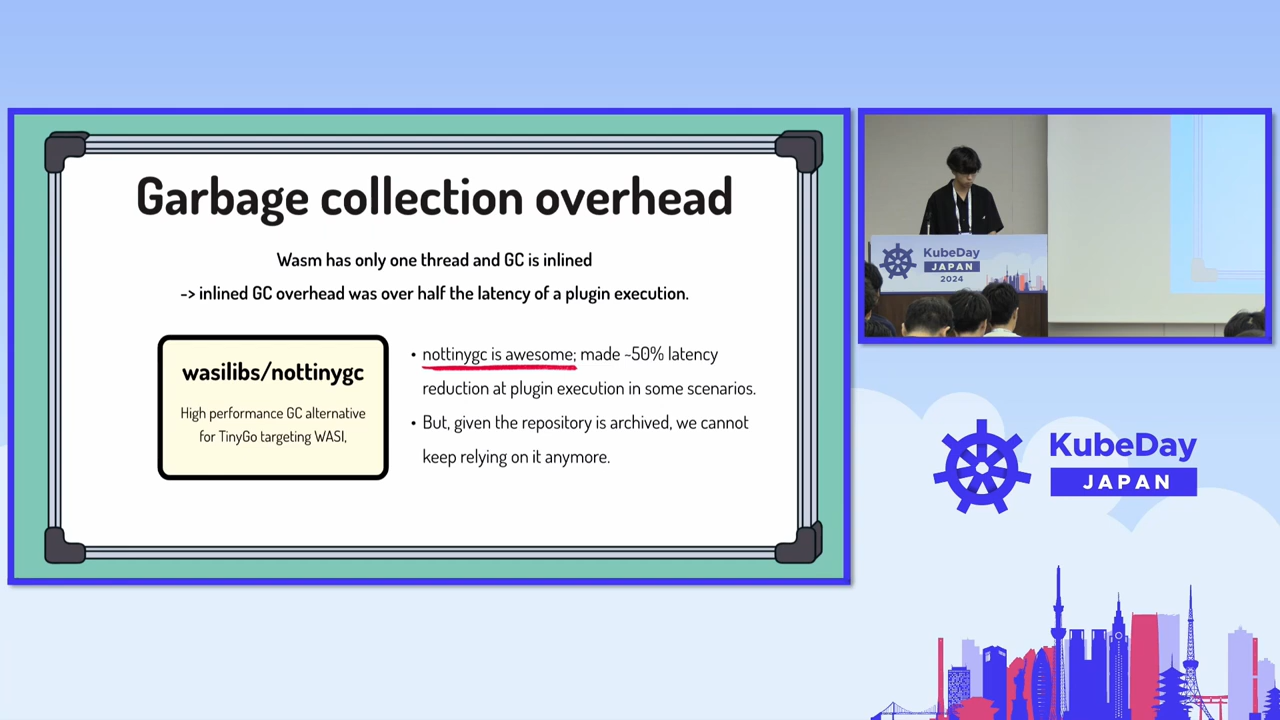 Garbage collection overhead
Wasm has only one thread and GC is inlined
-> inlined GC overhead was over half the latency of a plugin execution.
wasilibs/nottinygc
High performance GC alternative
for TinyGo targeting WASI,
• nottinygc is awesome; made ~50% latency
reduction at plugin execution in some scenarios.
• But, given the repository is archived, we cannot
keep relying on it anymore.
KubeDay
JAPAN
2024
KubeDay
JAPAN